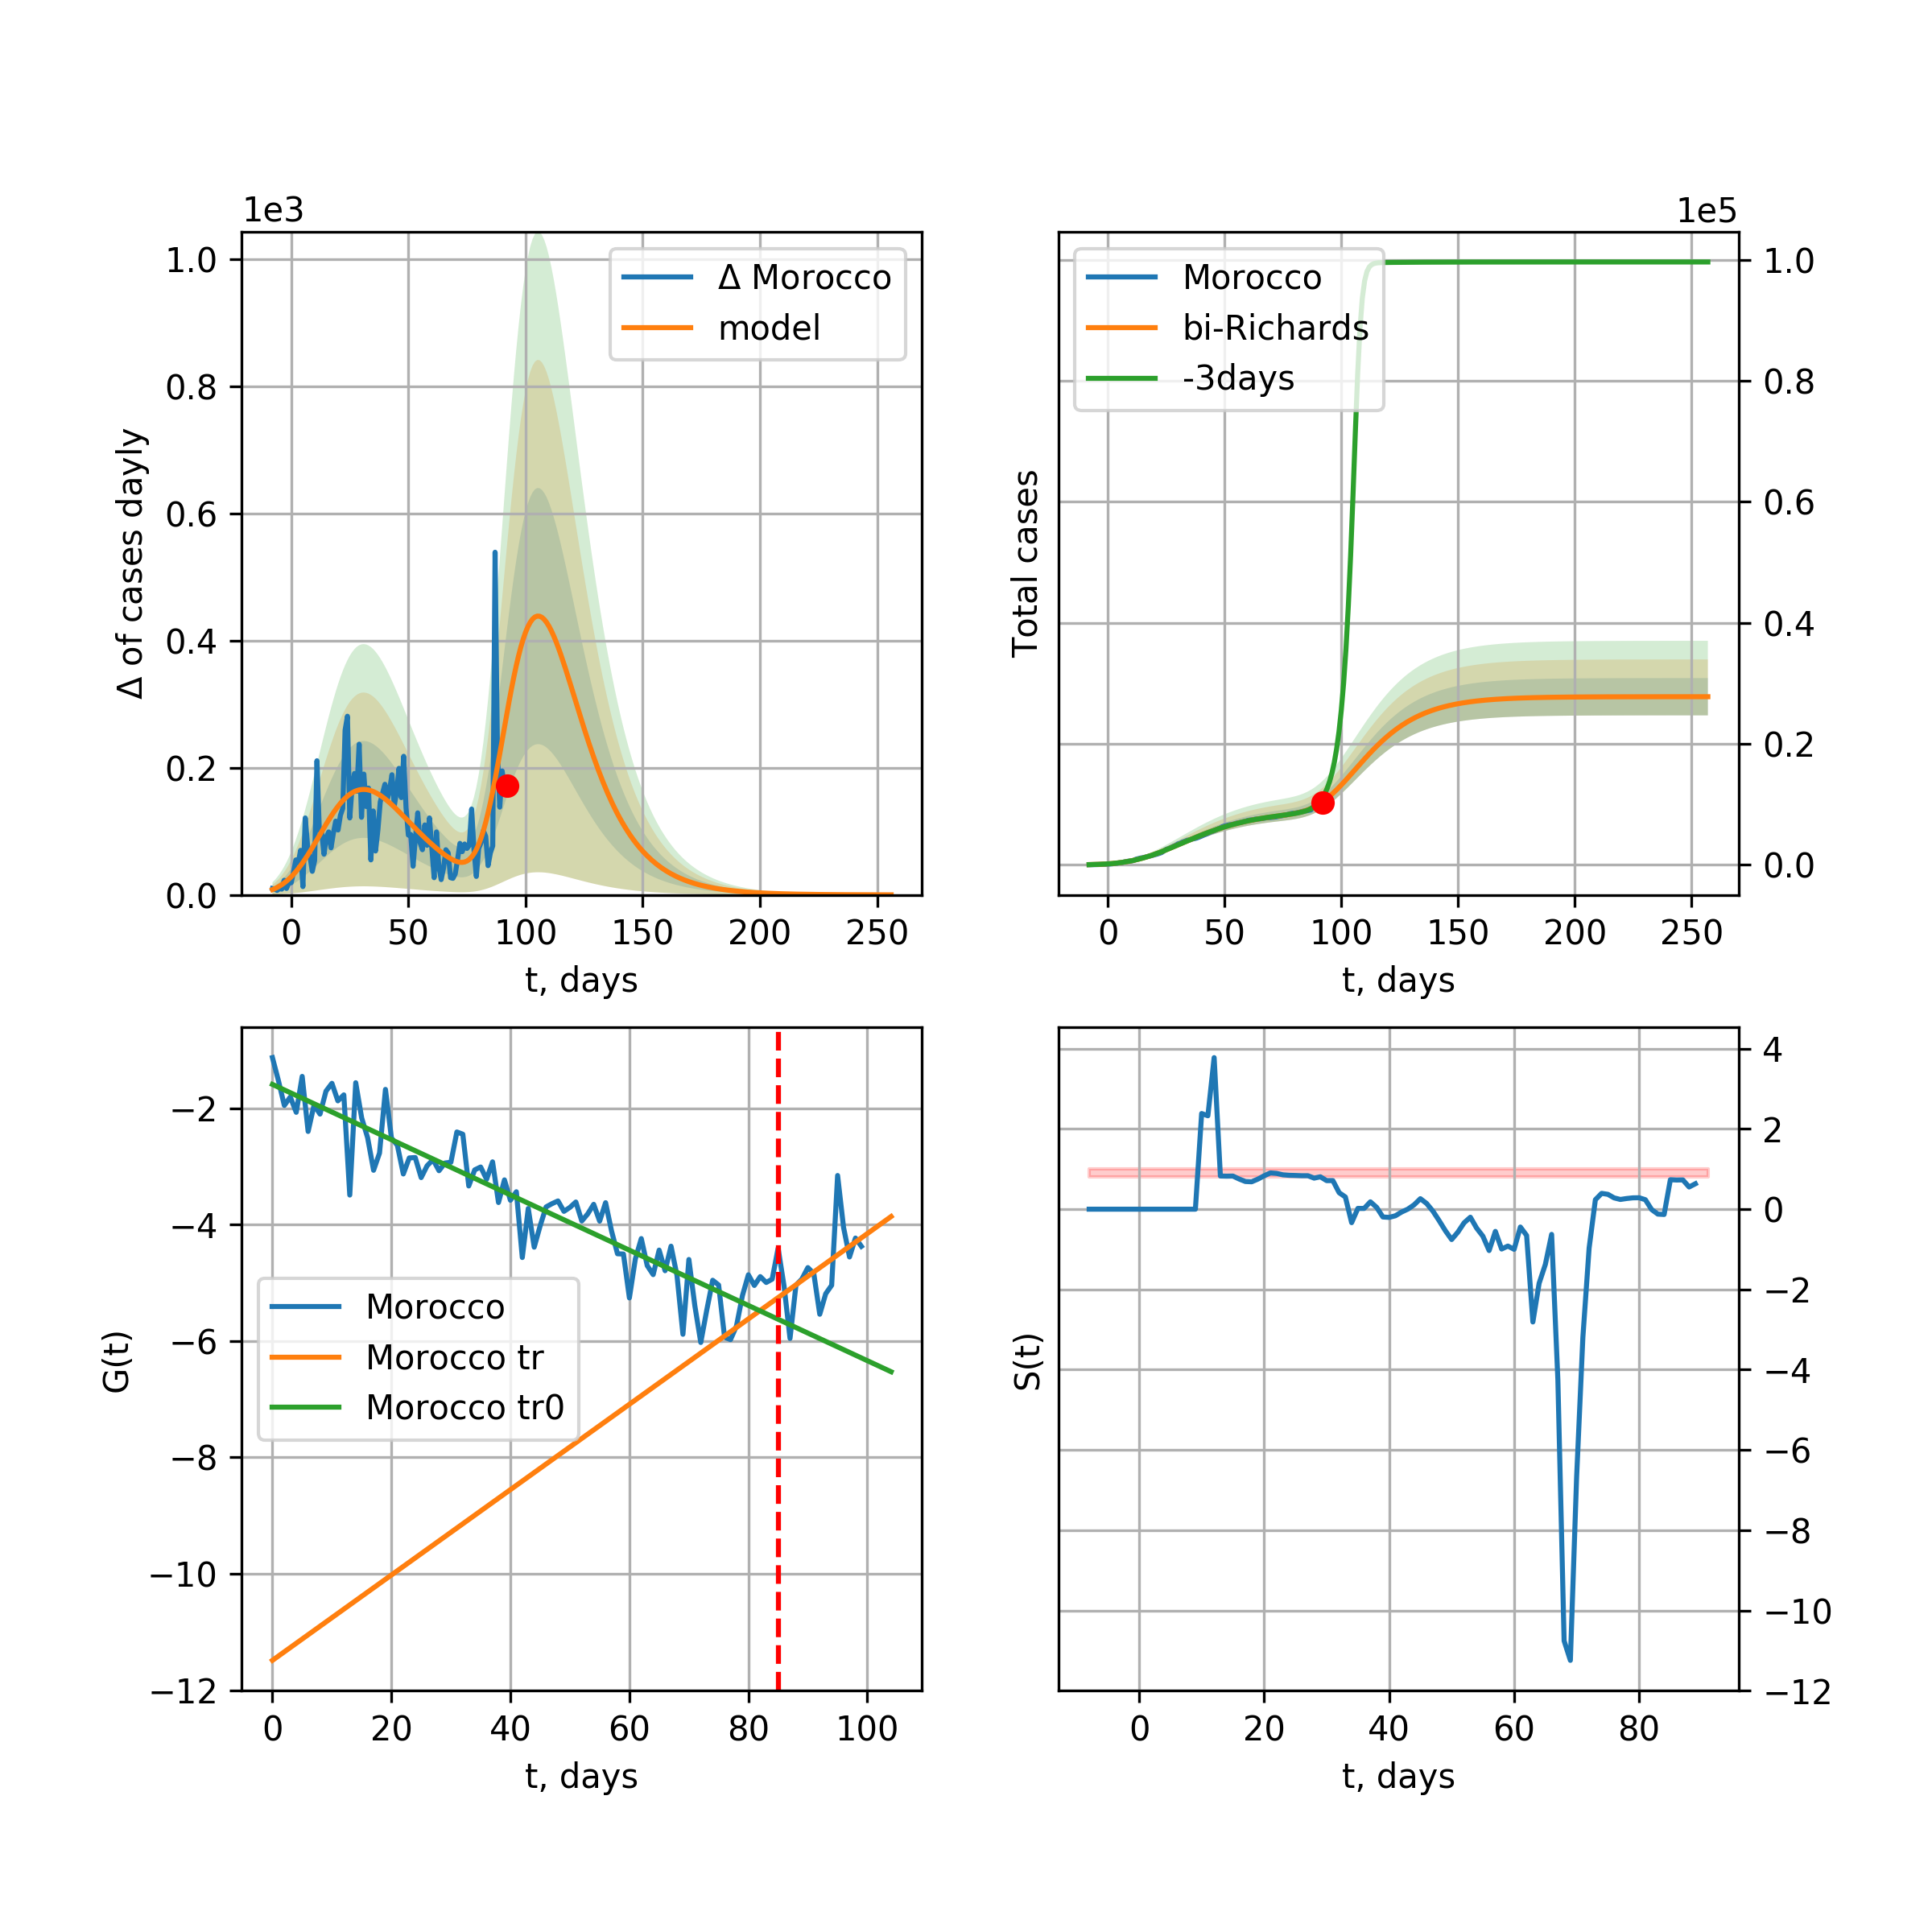 1e3
Δ of cases dayly
1.0
0.8
0.6
0.4
0.2
0.0
Δ Morocco
model
0 50 100 150 200 250
t, days
1e5
Total cases
Morocco
bi-Richards
-3days
1.0
0.8
0.6
0.4
0.2
0.0
0 50 100 150 200 250
t, days
G(t)
−2
−4
−6
−8
−10
−12
Morocco
Morocco tr
Morocco tr0
0 20 40 60 80 100
t, days
S(t)
4
2
0
−2
−4
−6
−8
−10
−12
0 20 40 60 80
t, days